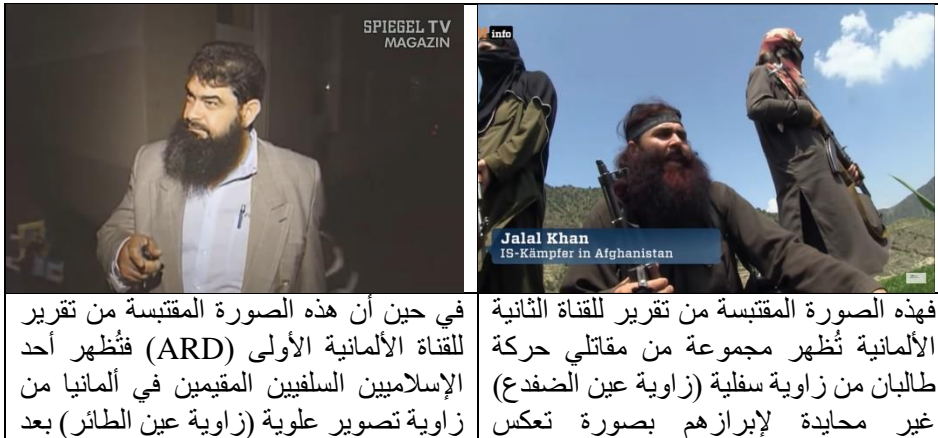 SPIEGEL TV
MAGAZIN
info
Jalal Khan
IS-Kämpfer in Afghanistan
فهذه الصورة المقتبسة من تقرير للقناة الثانية
الألمانية تُظهر مجموعة من مقاتلي حركة
طالبان من زاوية سفلية (زاوية عين الضفدع)
غير محايدة لإبرازهم بصورة تعكس
في حين أن هذه الصورة المقتبسة من تقرير
للقناة الألمانية الأولى (ARD) فتُظهر أحد
الإسلاميين السلفيين المقيمين في ألمانيا من
زاوية تصوير علوية (زاوية عين الطائر) بعد